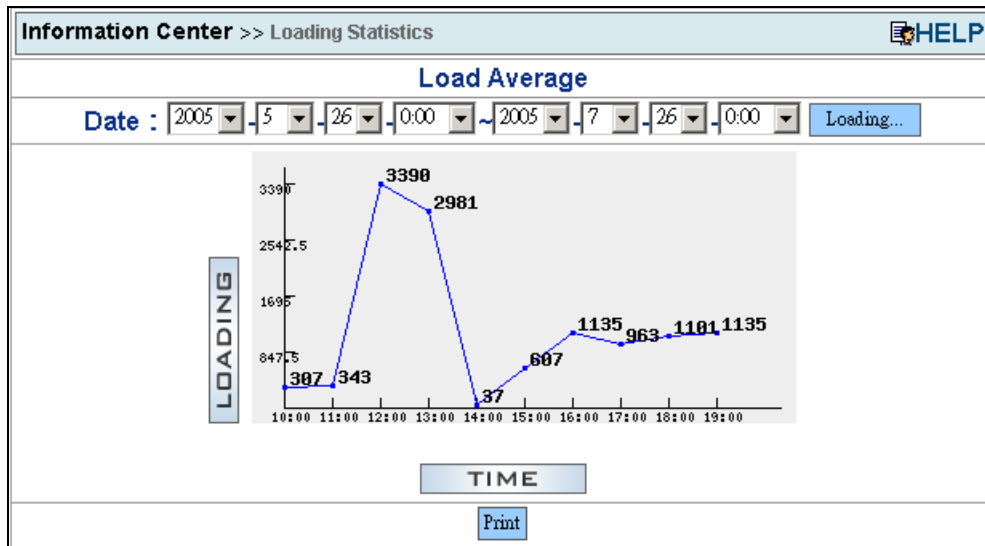 Information Center >> Loading Statistics HELP
Load Average
Date : 2005 - 5 - 26 - 0:00 ~ 2005 - 7 - 26 - 0:00 Loading...
3390
2542.5
1695
847.5
307 343 3390 2981 37 607 1135 963 1101 1135
10:00 11:00 12:00 13:00 14:00 15:00 16:00 17:00 18:00 19:00
LOADING
TIME
Print